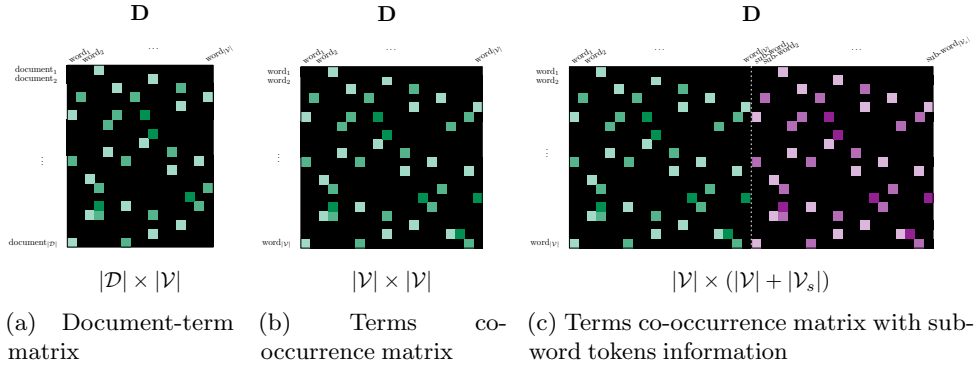 D
D
D
word₁
word₂
...
word|𝒱|
word₁
word₂
...
word|𝒱|
word₁
word₂
...
word|𝒱|
sub-word₁
sub-word₂
...
sub-word|𝒱ₛ|
document₁
document₂
⋮
document|𝒟|
word₁
word₂
⋮
word|𝒱|
word₁
word₂
⋮
word|𝒱|
|𝒟| × |𝒱|
|𝒱| × |𝒱|
|𝒱| × (|𝒱| + |𝒱ₛ|)
(a) Document-term
matrix
(b) Terms co-
occurrence matrix
(c) Terms co-occurrence matrix with sub-
word tokens information